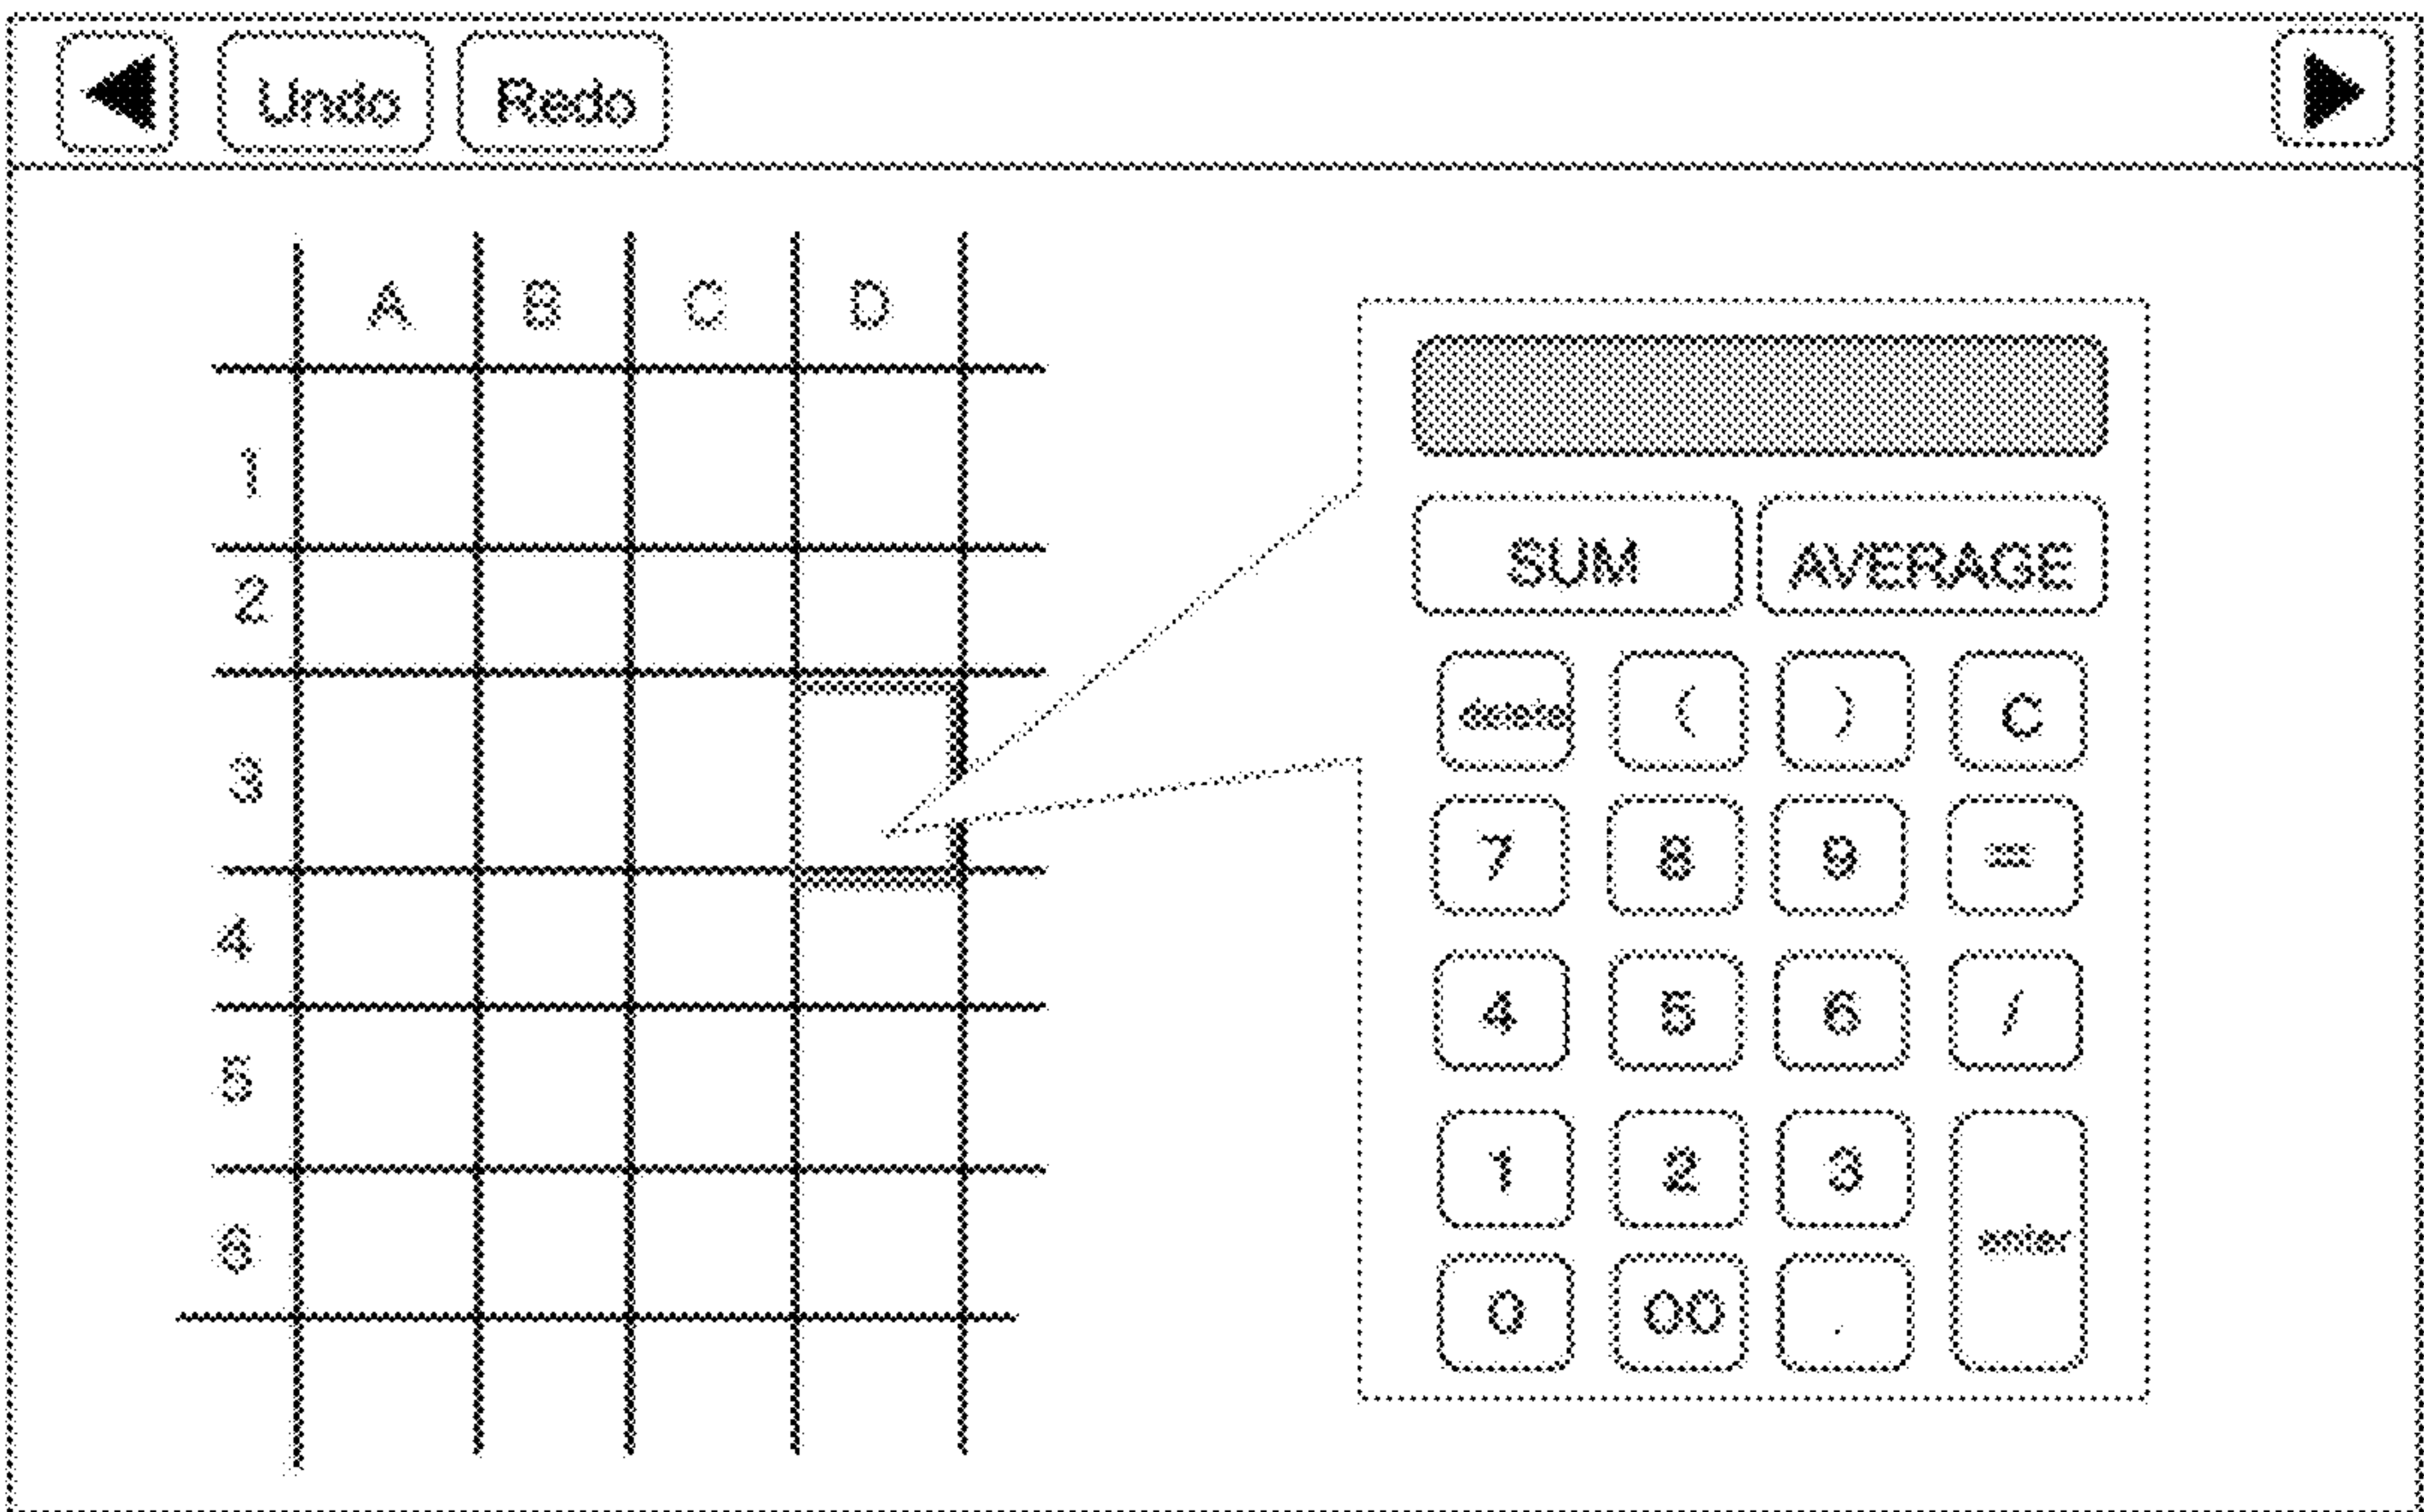 Undo Redo
A B C D
1
2
3
4
5
6
SUM AVERAGE
delete ( ) C
7 8 9 =
4 5 6 /
1 2 3
enter
0 00 .